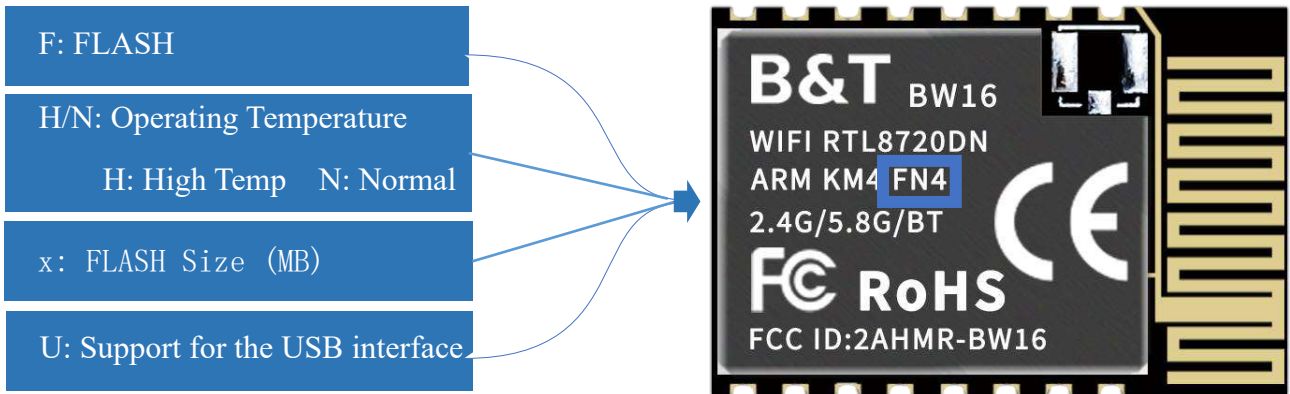 F: FLASH
H/N: Operating Temperature
H: High Temp N: Normal
x: FLASH Size (MB)
U: Support for the USB interface
B&T BW16
WIFI RTL8720DN
ARM KM4 FN4
2.4G/5.8G/BT
CE
FC RoHS
FCC ID:2AHMR-BW16